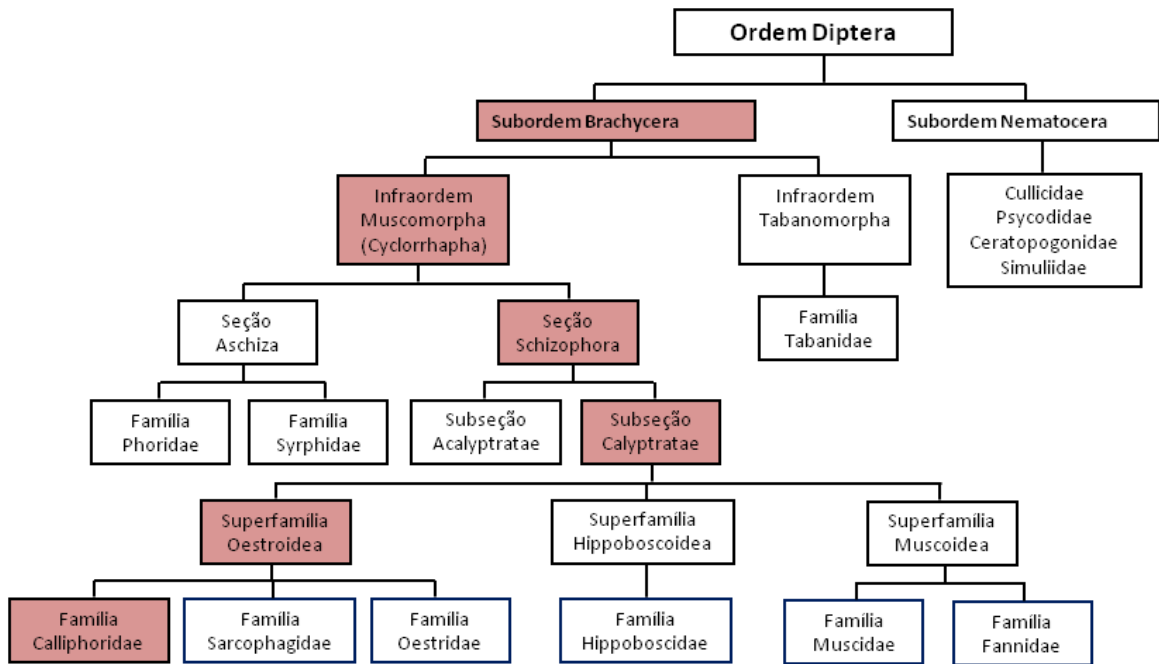 Ordem Diptera
Subordem Brachycera
Subordem Nematocera
Infraordem
Muscomorpha
(Cyclorrhapha)
Infraordem
Tabanomorpha
Cullicidae
Psycodidae
Ceratopogonidae
Simuliidae
Seção
Aschiza
Seção
Schizophora
Família
Tabanidae
Família
Phoridae
Família
Syrphidae
Subseção
Acalyptratae
Subseção
Calyptratae
Superfamília
Oestroidea
Superfamília
Hippoboscoidea
Superfamília
Muscoidea
Família
Calliphoridae
Família
Sarcophagidae
Família
Oestridae
Família
Hippoboscidae
Família
Muscidae
Família
Fannidae